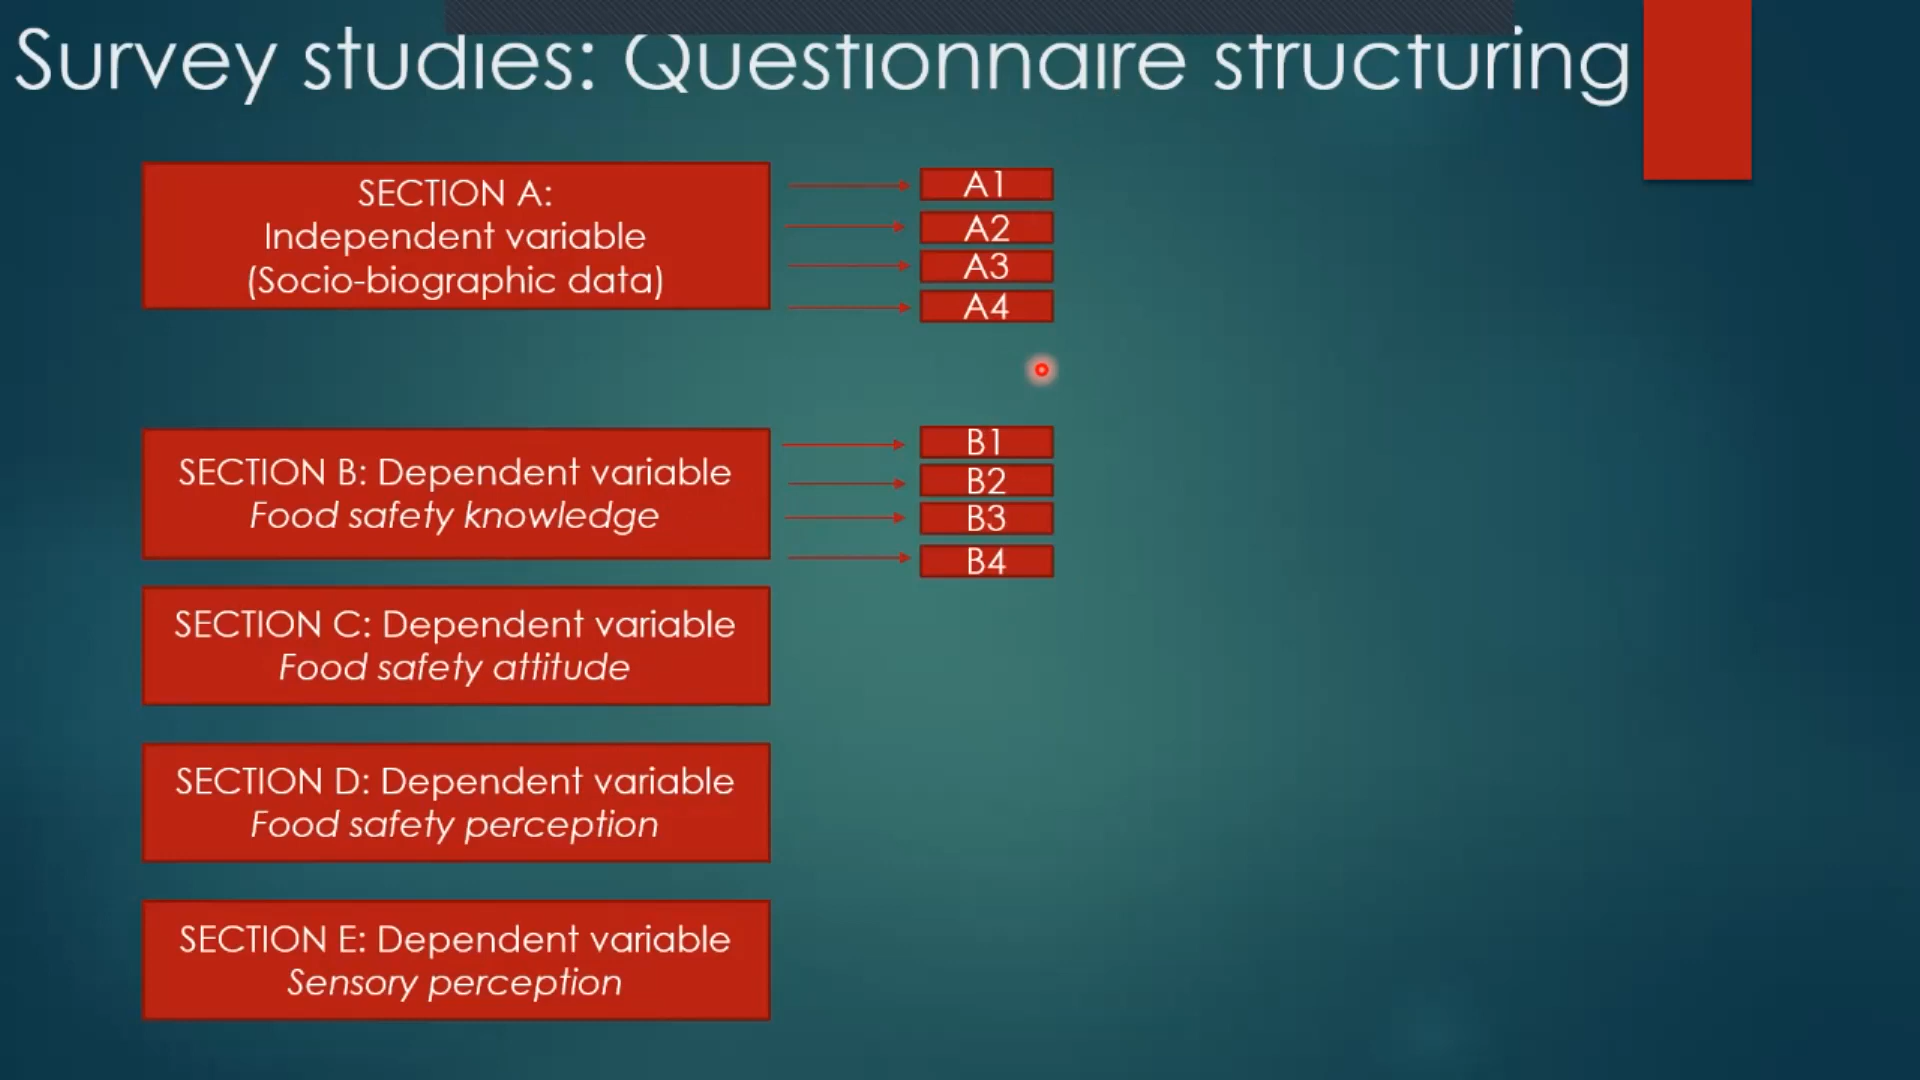 Survey studies: Questionnaire structuring
SECTION A:
Independent variable
(Socio-biographic data)
A1
A2
A3
A4
SECTION B: Dependent variable
Food safety knowledge
B1
B2
B3
B4
SECTION C: Dependent variable
Food safety attitude
SECTION D: Dependent variable
Food safety perception
SECTION E: Dependent variable
Sensory perception